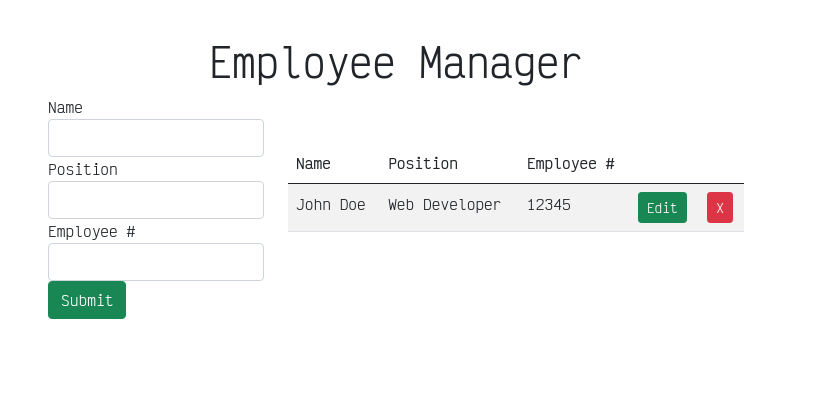 Employee Manager
Name
Position
Employee #
Submit
Name Position Employee #
John Doe Web Developer 12345 Edit X